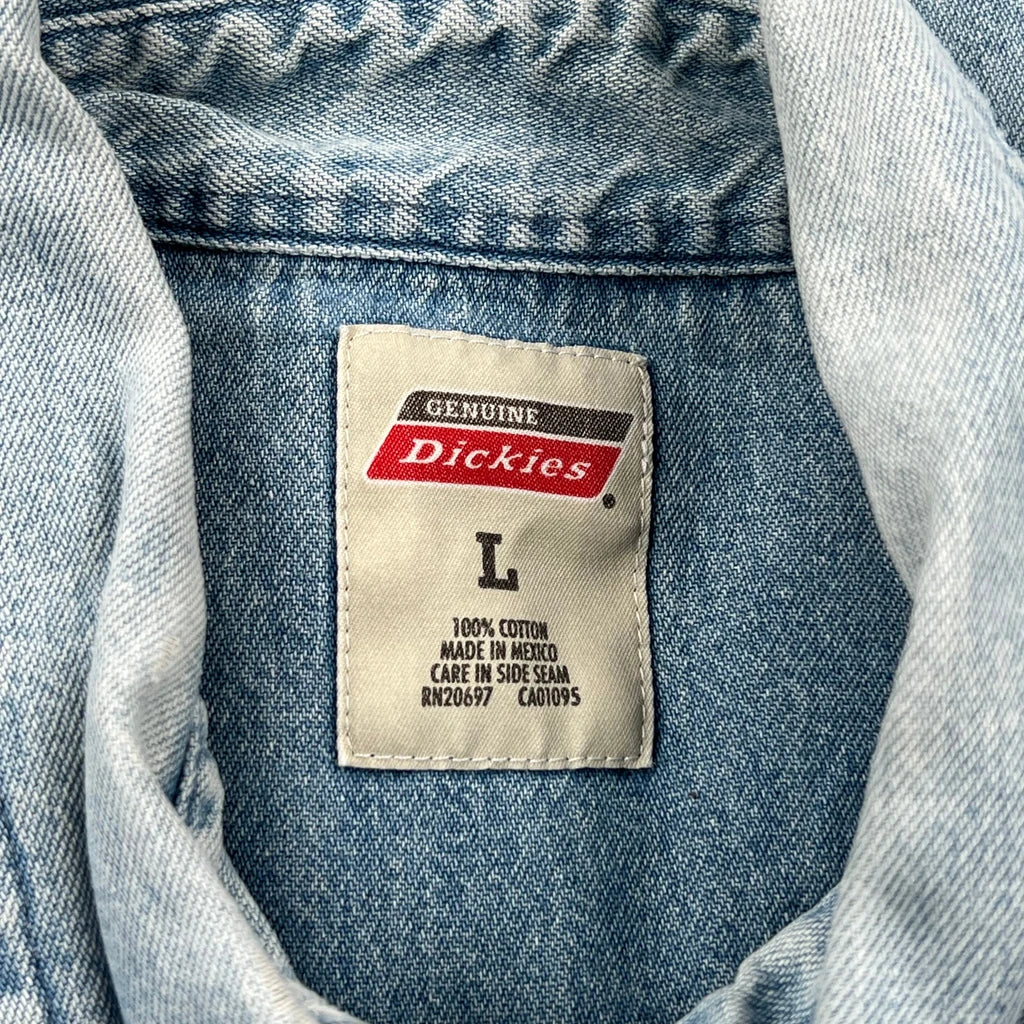 GENUINE
Dickies
L
100% COTTON
MADE IN MEXICO
CARE IN SIDE SEAM
RN20697 CA01095